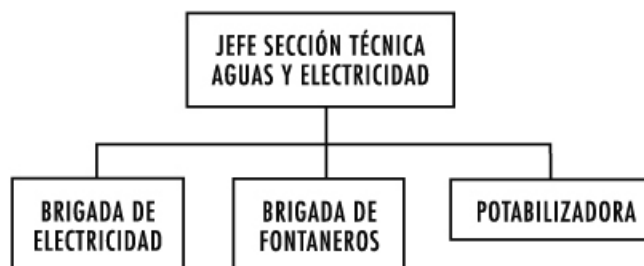 JEFE SECCIÓN TÉCNICA
AGUAS Y ELECTRICIDAD
BRIGADA DE
ELECTRICIDAD
BRIGADA DE
FONTANEROS
POTABILIZADORA